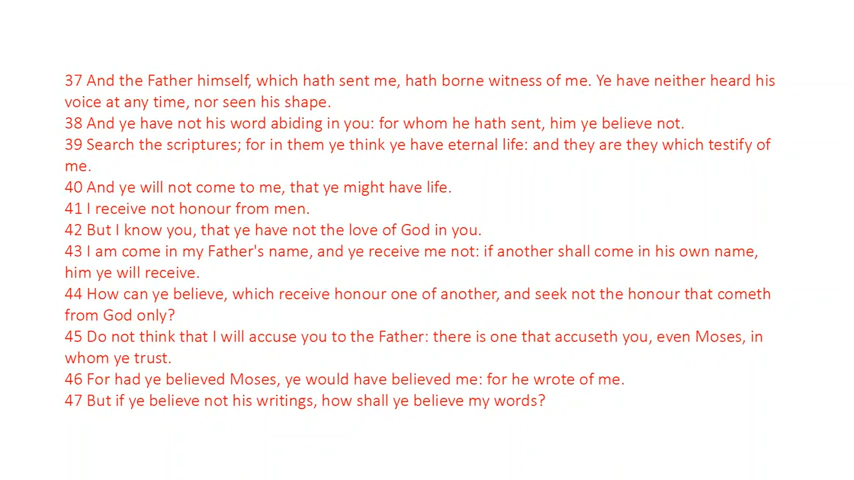 37 And the Father himself, which hath sent me, hath borne witness of me. Ye have neither heard his
voice at any time, nor seen his shape.
38 And ye have not his word abiding in you: for whom he hath sent, him ye believe not.
39 Search the scriptures; for in them ye think ye have eternal life: and they are they which testify of
me.
40 And ye will not come to me, that ye might have life.
41 I receive not honour from men.
42 But I know you, that ye have not the love of God in you.
43 I am come in my Father's name, and ye receive me not: if another shall come in his own name,
him ye will receive.
44 How can ye believe, which receive honour one of another, and seek not the honour that cometh
from God only?
45 Do not think that I will accuse you to the Father: there is one that accuseth you, even Moses, in
whom ye trust.
46 For had ye believed Moses, ye would have believed me: for he wrote of me.
47 But if ye believe not his writings, how shall ye believe my words?